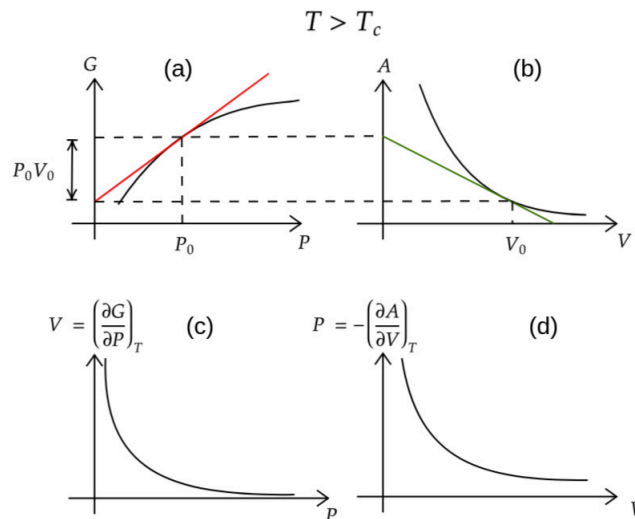 T > T_c
G
(a)
P_0V_0
P_0
P
A
(b)
V_0
V
V = (∂G/∂P)_T
(c)
P
P = −(∂A/∂V)_T
(d)
V